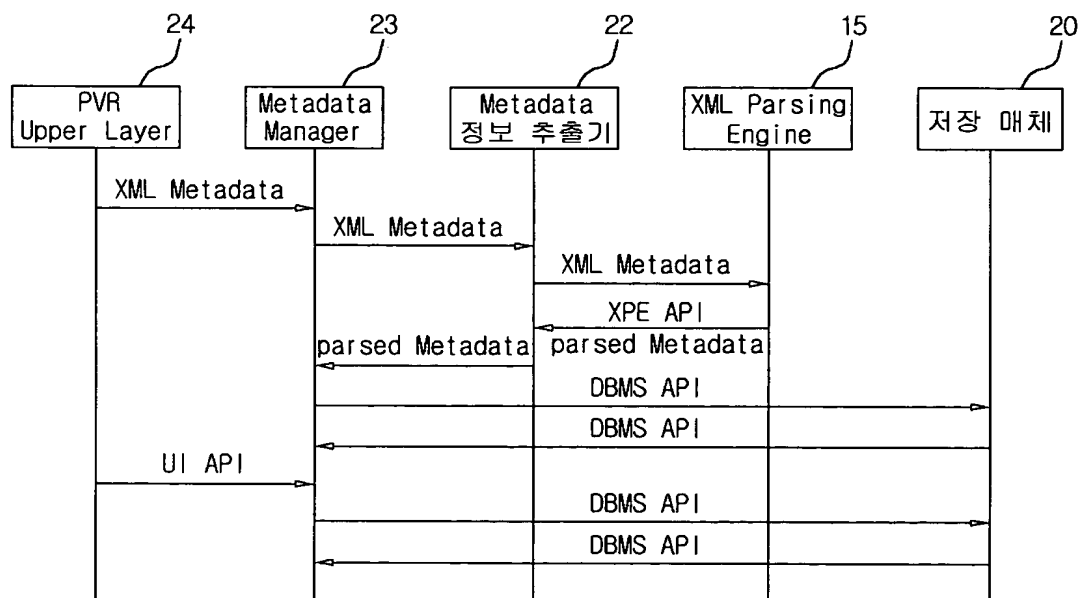 24
23
22
15
20
PVR
Upper Layer
Metadata
Manager
Metadata
정보 추출기
XML Parsing
Engine
저장 매체
XML Metadata
XML Metadata
XML Metadata
XPE API
parsed Metadata
parsed Metadata
DBMS API
DBMS API
UI API
DBMS API
DBMS API